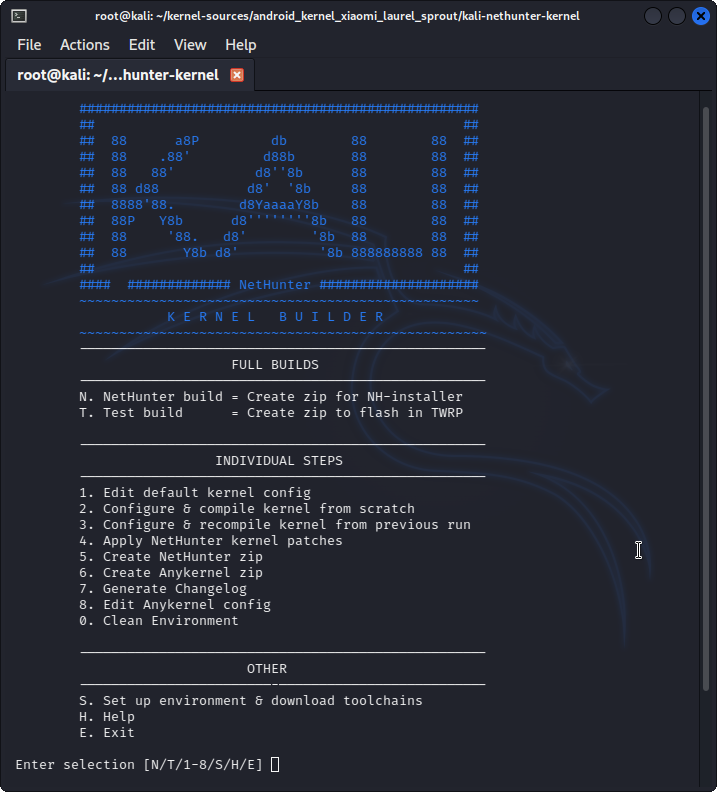 root@kali: ~/kernel-sources/android_kernel_xiaomi_laurel_sprout/kali-nethunter-kernel
File Actions Edit View Help
root@kali: ~/...hunter-kernel
##################################################
##                                              ##
##  88      a8P         db        88        88  ##
##  88    .88'         d88b       88        88  ##
##  88   88'          d8''8b      88        88  ##
##  88 d88           d8'  '8b     88        88  ##
##  8888'88.        d8YaaaaY8b    88        88  ##
##  88P   Y8b      d8''''''''8b   88        88  ##
##  88     '88.   d8'        '8b  88        88  ##
##  88       Y8b d8'          '8b 888888888 88  ##
##                                              ##
####  ############# NetHunter ####################
~~~~~~~~~~~~~~~~~~~~~~~~~~~~~~~~~~~~~~~~~~~~~~~~~~
K E R N E L   B U I L D E R
~~~~~~~~~~~~~~~~~~~~~~~~~~~~~~~~~~~~~~~~~~~~~~~~~~~
FULL BUILDS
N. NetHunter build = Create zip for NH-installer
T. Test build      = Create zip to flash in TWRP
INDIVIDUAL STEPS
1. Edit default kernel config
2. Configure & compile kernel from scratch
3. Configure & recompile kernel from previous run
4. Apply NetHunter kernel patches
5. Create NetHunter zip
6. Create Anykernel zip
7. Generate Changelog
8. Edit Anykernel config
0. Clean Environment
OTHER
S. Set up environment & download toolchains
H. Help
E. Exit
Enter selection [N/T/1-8/S/H/E]